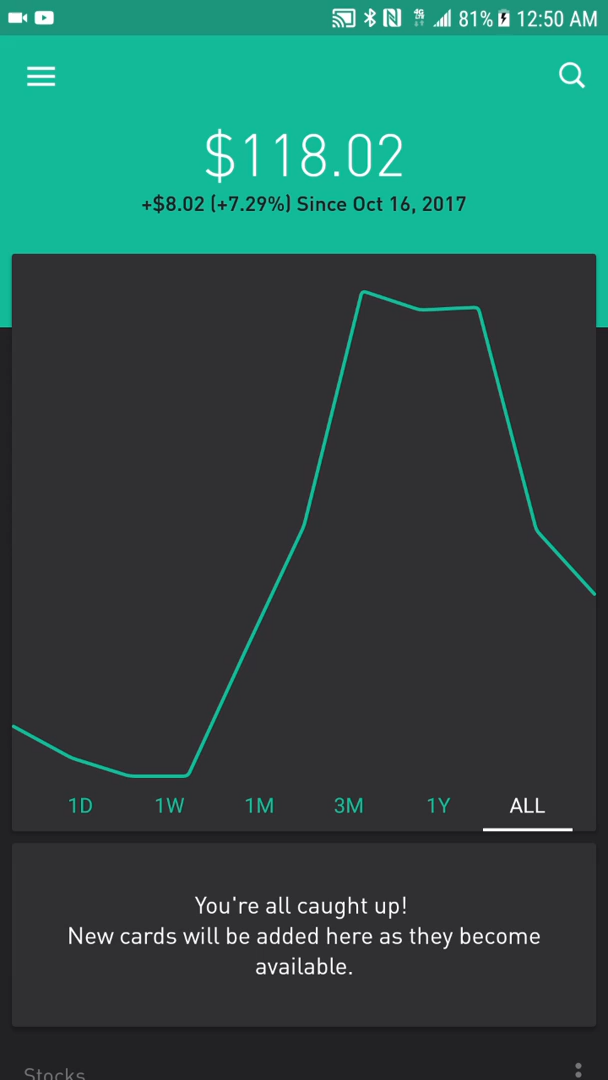 81% 12:50 AM
$118.02
+$8.02 (+7.29%) Since Oct 16, 2017
1D 1W 1M 3M 1Y ALL
You're all caught up!
New cards will be added here as they become
available.
Stocks